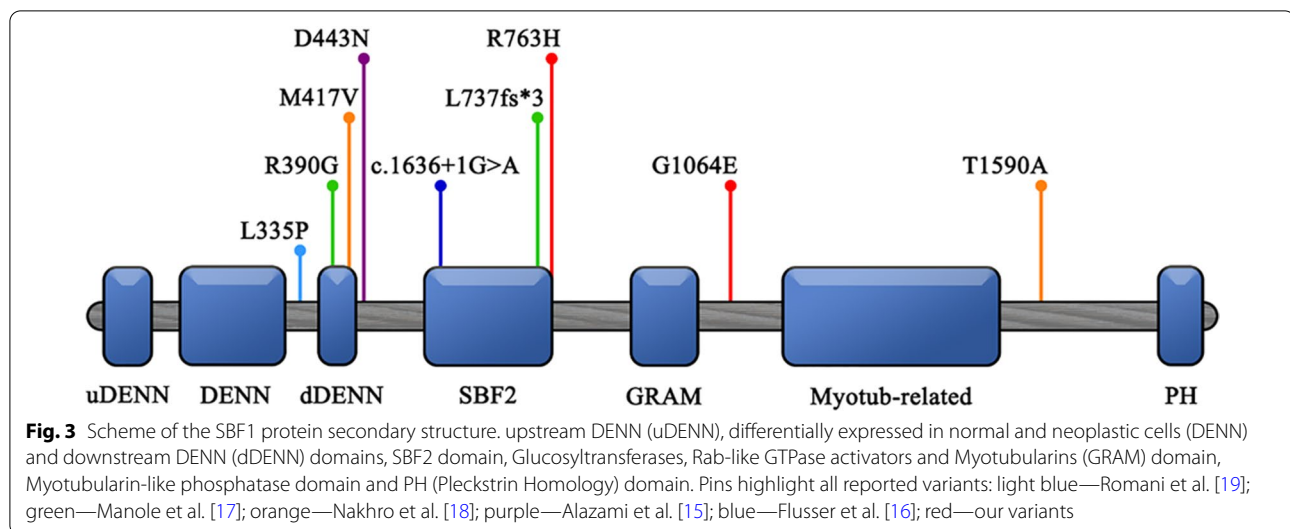 D443N R763H
M417V L737fs*3
R390G c.1636+1G>A G1064E T1590A
L335P
uDENN DENN dDENN SBF2 GRAM Myotub-related PH
Fig. 3 Scheme of the SBF1 protein secondary structure. upstream DENN (uDENN), differentially expressed in normal and neoplastic cells (DENN)
and downstream DENN (dDENN) domains, SBF2 domain, Glucosyltransferases, Rab-like GTPase activators and Myotubularins (GRAM) domain,
Myotubularin-like phosphatase domain and PH (Pleckstrin Homology) domain. Pins highlight all reported variants: light blue—Romani et al. [19];
green—Manole et al. [17]; orange—Nakhro et al. [18]; purple—Alazami et al. [15]; blue—Flusser et al. [16]; red—our variants